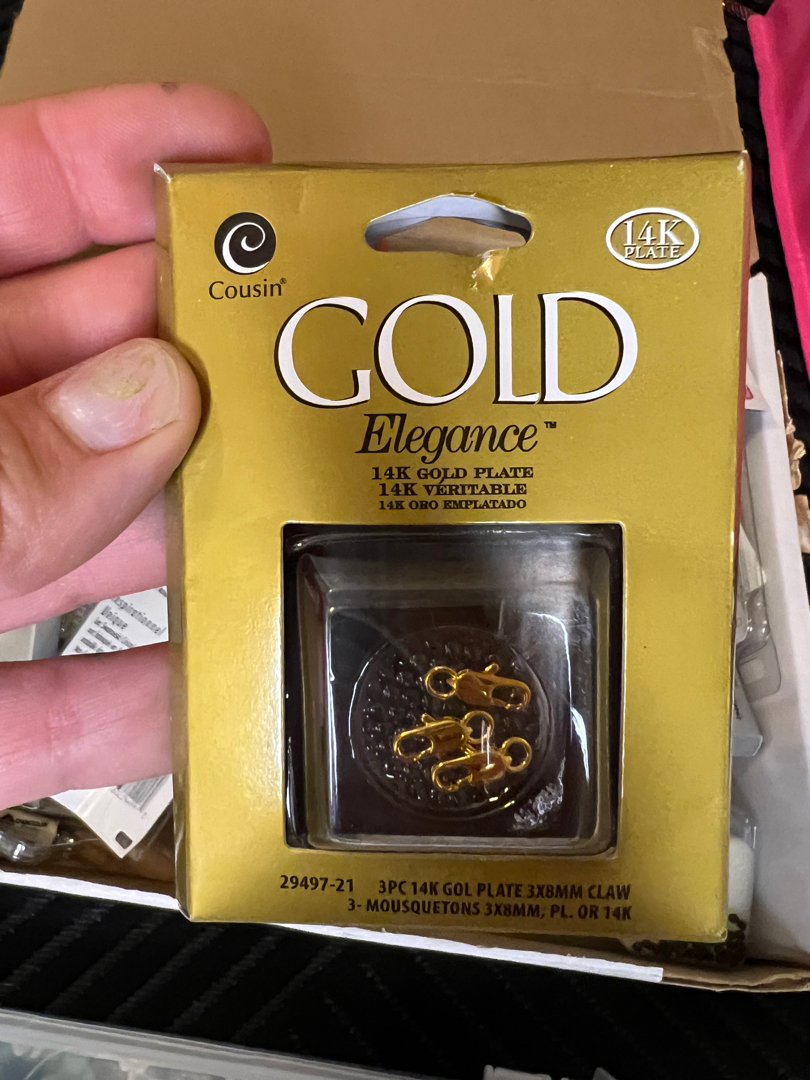 14K
PLATE
Cousin®
GOLD
Elegance™
14K GOLD PLATE
14K VÉRITABLE
14K ORO EMPLATADO
29497-21 3PC 14K GOL PLATE 3X8MM CLAW
3- MOUSQUETONS 3X8MM, PL. OR 14K